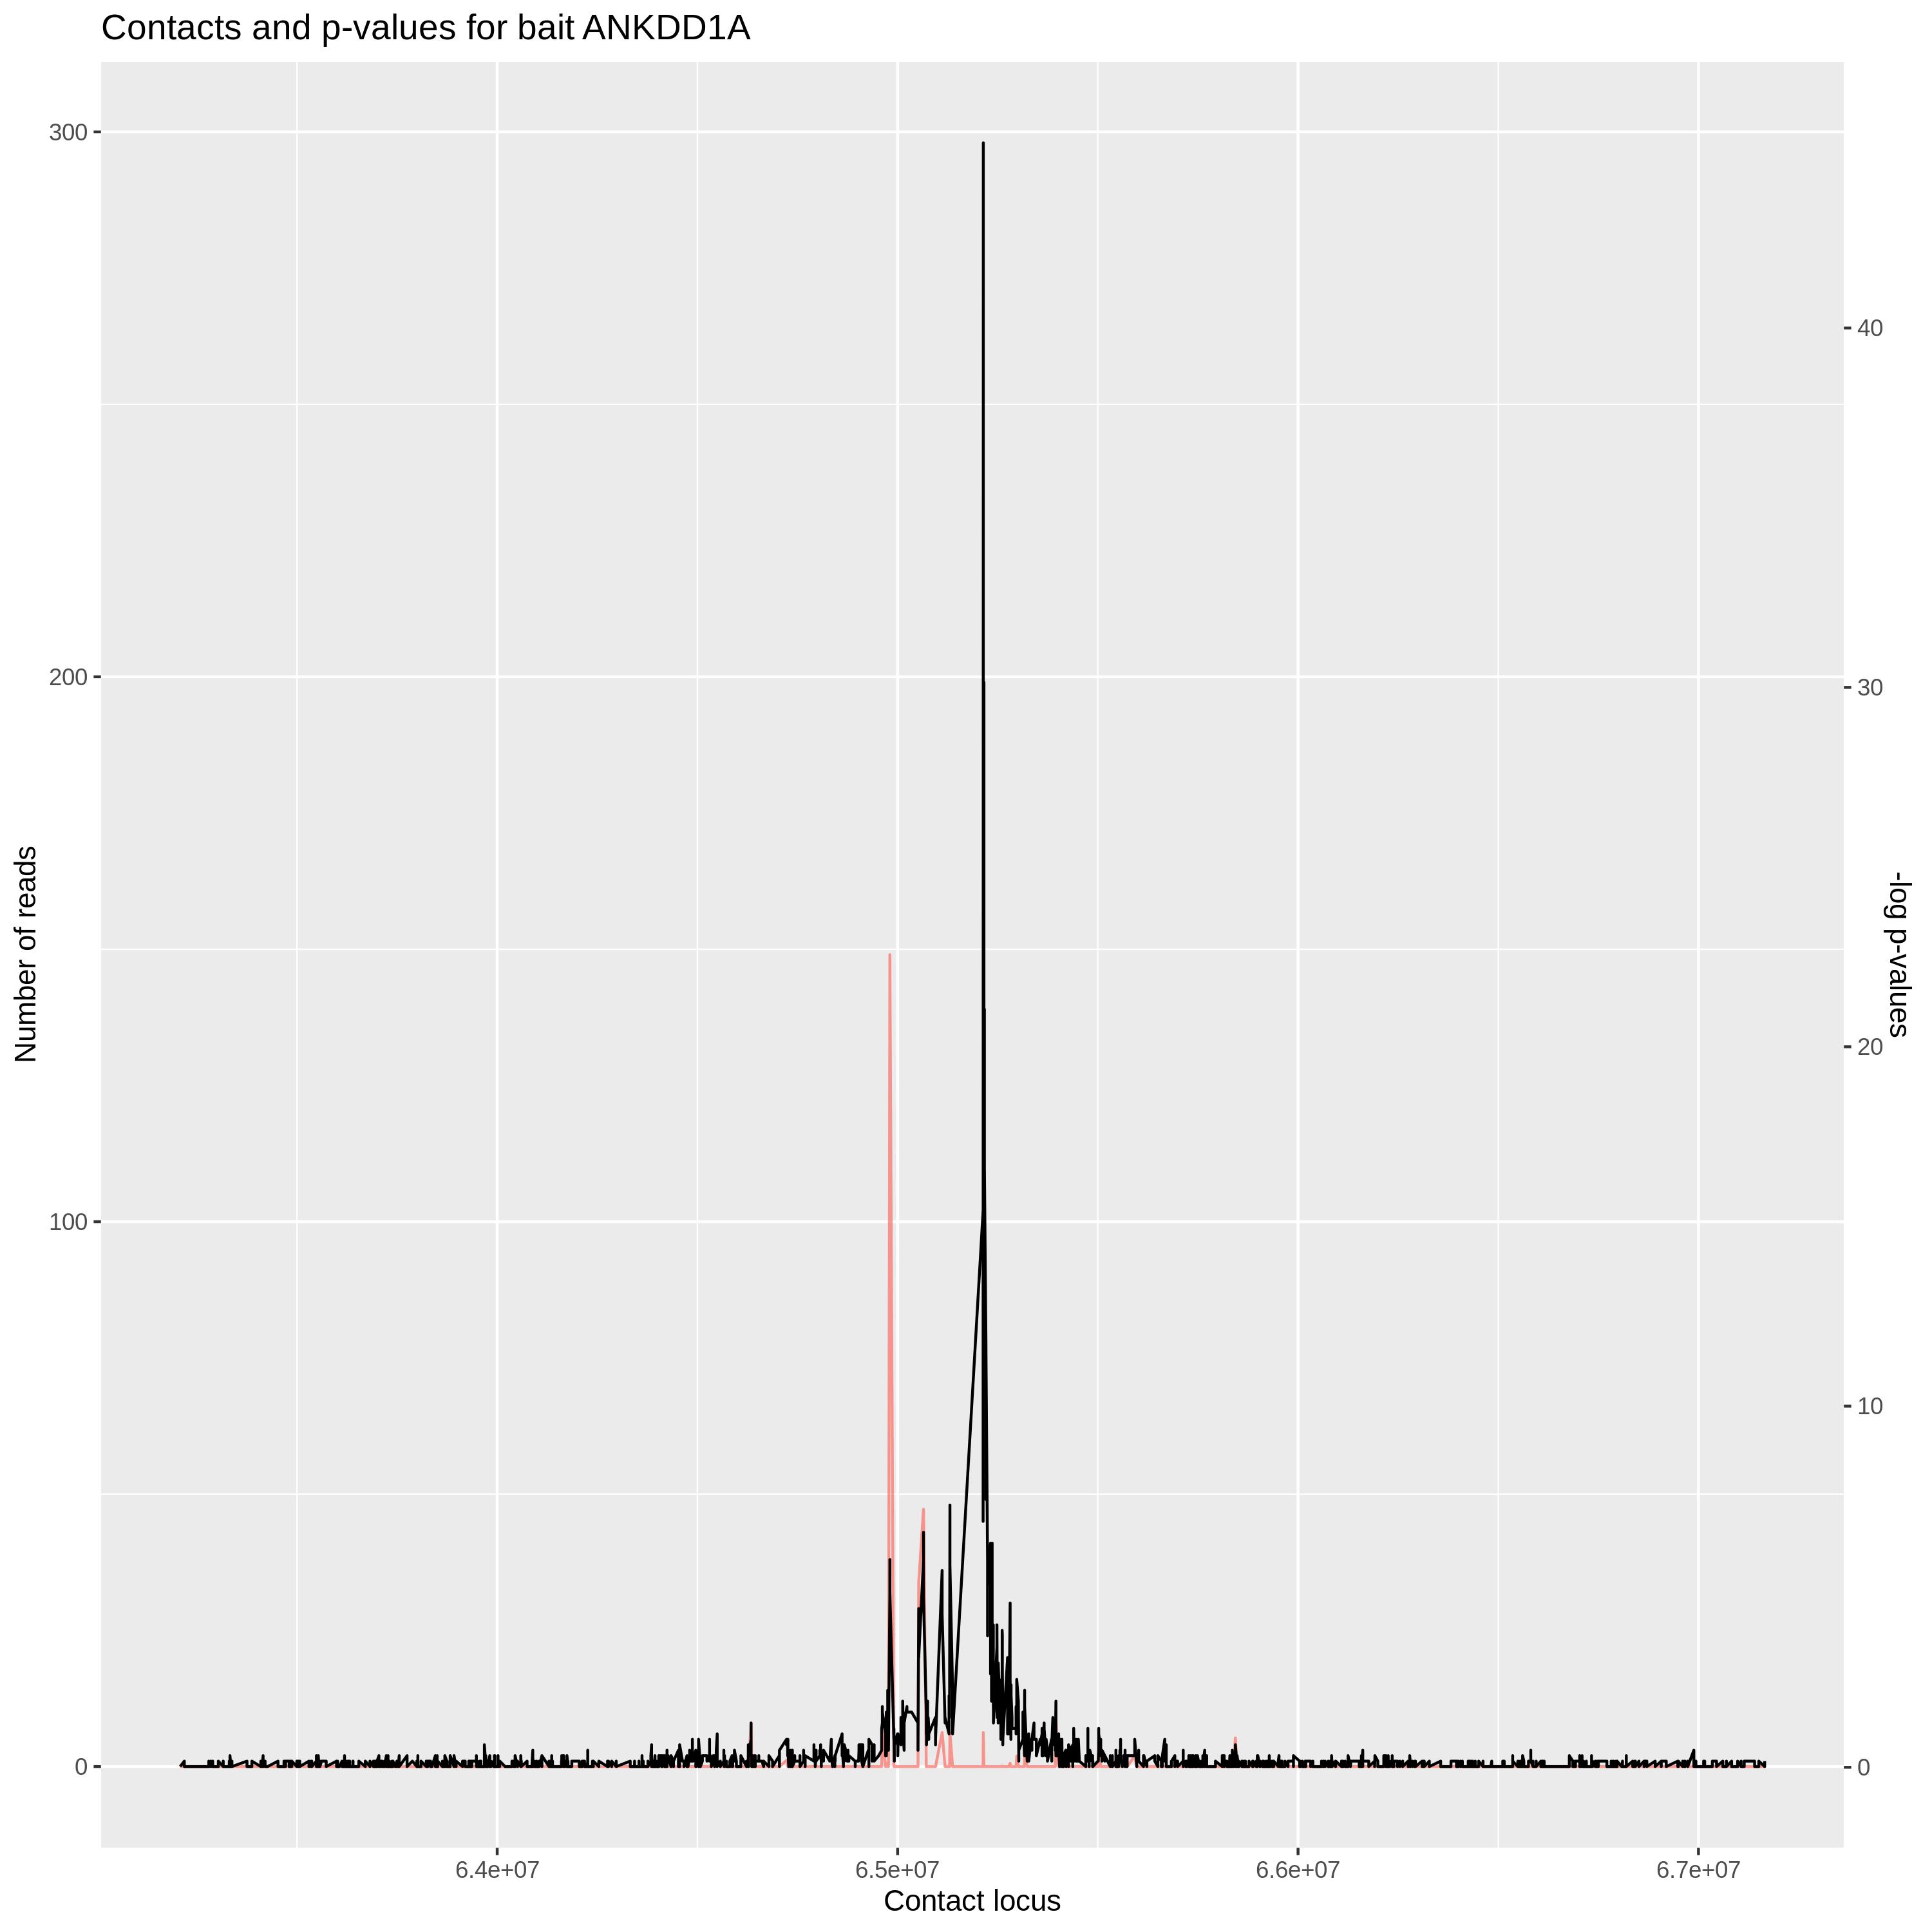 Contacts and p-values for bait ANKDD1A
300
200
100
0
Number of reads
40
30
20
10
0
-log p-values
6.4e+07
6.5e+07
6.6e+07
6.7e+07
Contact locus